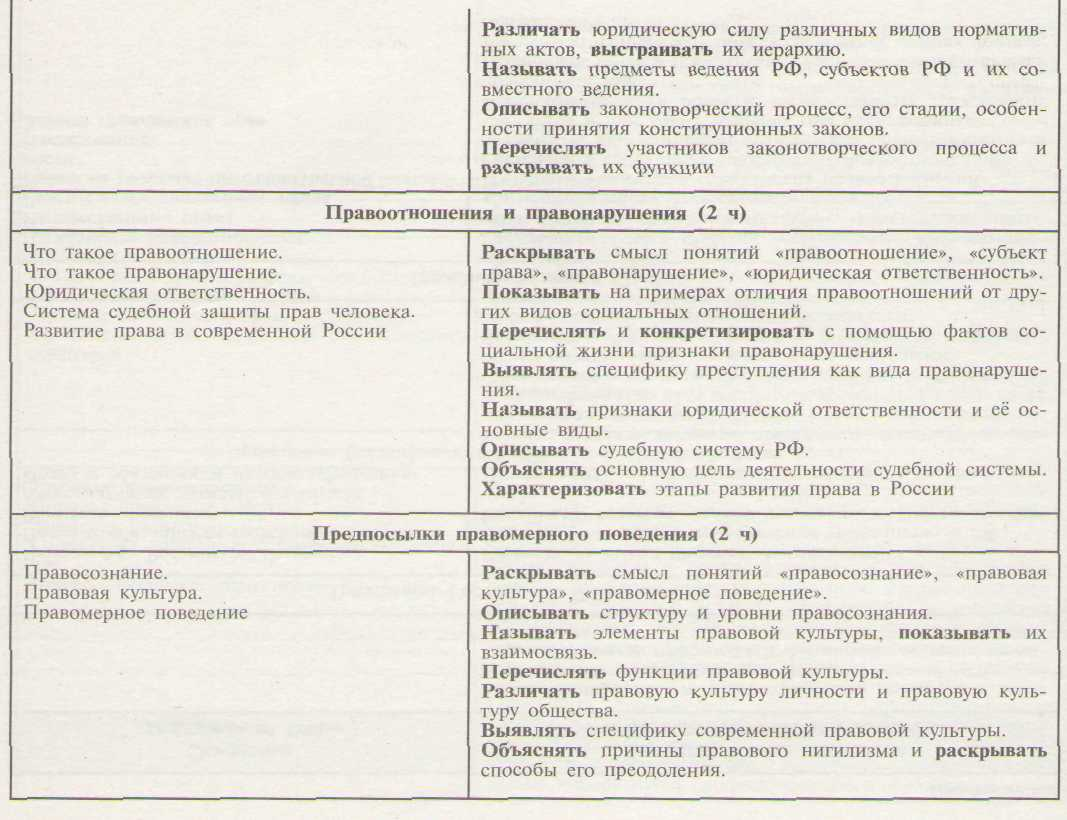 Различать юридическую силу различных видов норматив-
ных актов, выстраивать их иерархию.
Называть предметы ведения РФ, субъектов РФ и их со-
вместного ведения.
Описывать законотворческий процесс, его стадии, особен-
ности принятия конституционных законов.
Перечислять участников законотворческого процесса и
раскрывать их функции
Правоотношения и правонарушения (2 ч)
Что такое правоотношение.
Что такое правонарушение.
Юридическая ответственность.
Система судебной защиты прав человека.
Развитие права в современной России
Раскрывать смысл понятий «правоотношение», «субъект
права», «правонарушение», «юридическая ответственность».
Показывать на примерах отличия правоотношений от дру-
гих видов социальных отношений.
Перечислять и конкретизировать с помощью фактов со-
циальной жизни признаки правонарушения.
Выявлять специфику преступления как вида правонаруше-
ния.
Называть признаки юридической ответственности и её ос-
новные виды.
Описывать судебную систему РФ.
Объяснять основную цель деятельности судебной системы.
Характеризовать этапы развития права в России
Предпосылки правомерного поведения (2 ч)
Правосознание.
Правовая культура.
Правомерное поведение
Раскрывать смысл понятий «правосознание», «правовая
культура», «правомерное поведение».
Описывать структуру и уровни правосознания.
Называть элементы правовой культуры, показывать их
взаимосвязь.
Перечислять функции правовой культуры.
Различать правовую культуру личности и правовую куль-
туру общества.
Выявлять специфику современной правовой культуры.
Объяснять причины правового нигилизма и раскрывать
способы его преодоления.